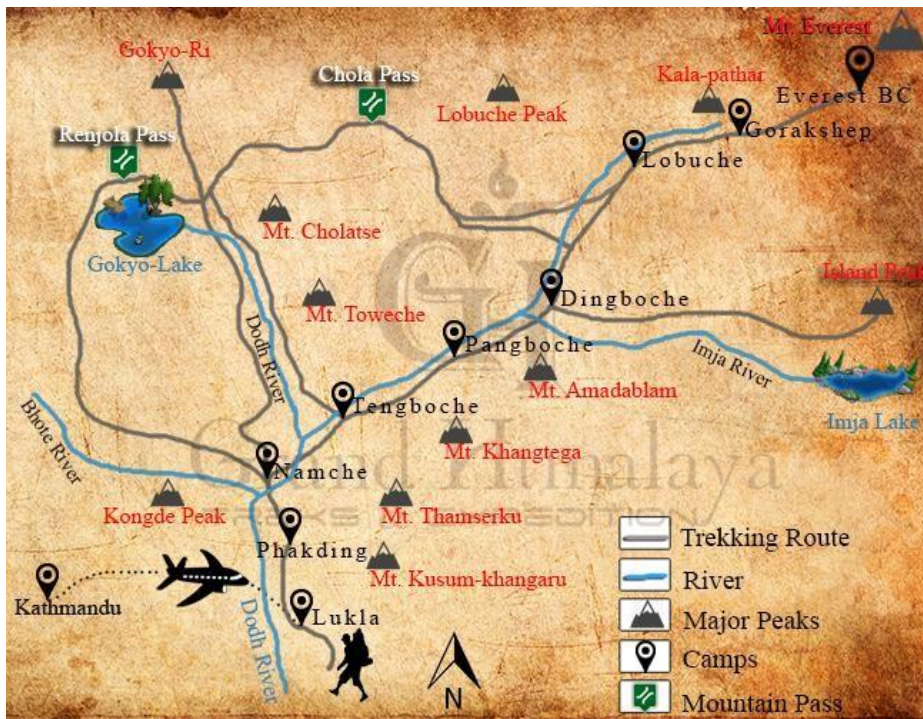 Mt. Everest
Gokyo-Ri
Chola Pass
Kala-pathar
Everest BC
Lobuche Peak
Gorakshep
Renjola Pass
Lobuche
Mt. Cholatse
Gokyo-Lake
Island Peak
Dingboche
Mt. Toweche
Pangboche
Dodh River
Imja River
Mt. Amadablam
Tengboche
Imja Lake
Bhote River
Mt. Khangtega
Grand Himalaya
Namche
Kongde Peak
Mt. Thamserku
Phakding
Trekking Route
Mt. Kusum-khangaru
River
Kathmandu
Lukla
Dodh River
Major Peaks
Camps
N
Mountain Pass